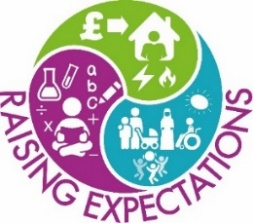 £
a
b
c
÷
×
+
RAISING EXPECTATIONS